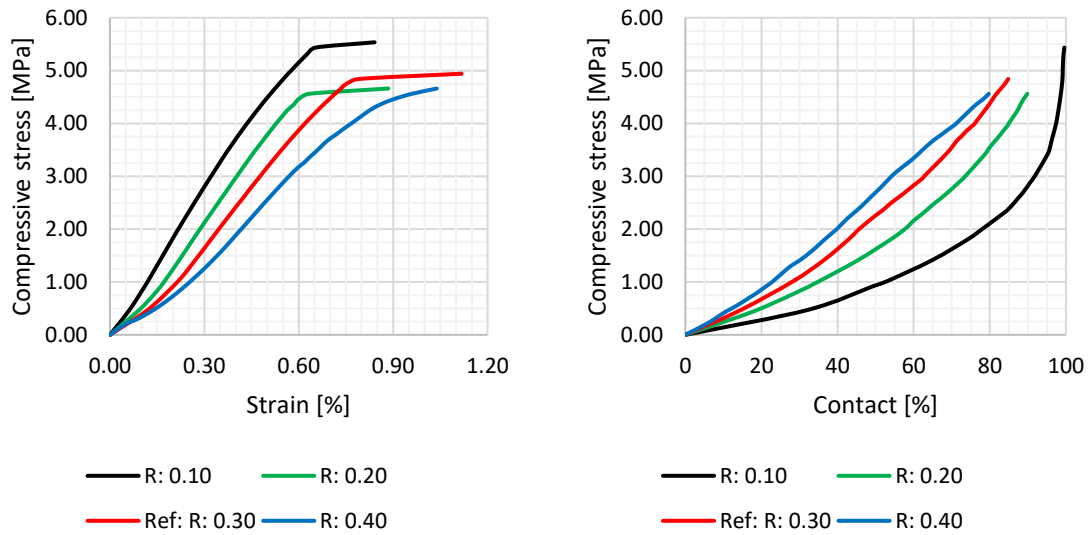 Compressive stress [MPa]
6.00
5.00
4.00
3.00
2.00
1.00
0.00
0.00 0.30 0.60 0.90 1.20
Strain [%]
R: 0.10 R: 0.20
Ref: R: 0.30 R: 0.40
Compressive stress [MPa]
6.00
5.00
4.00
3.00
2.00
1.00
0.00
0 20 40 60 80 100
Contact [%]
R: 0.10 R: 0.20
Ref: R: 0.30 R: 0.40